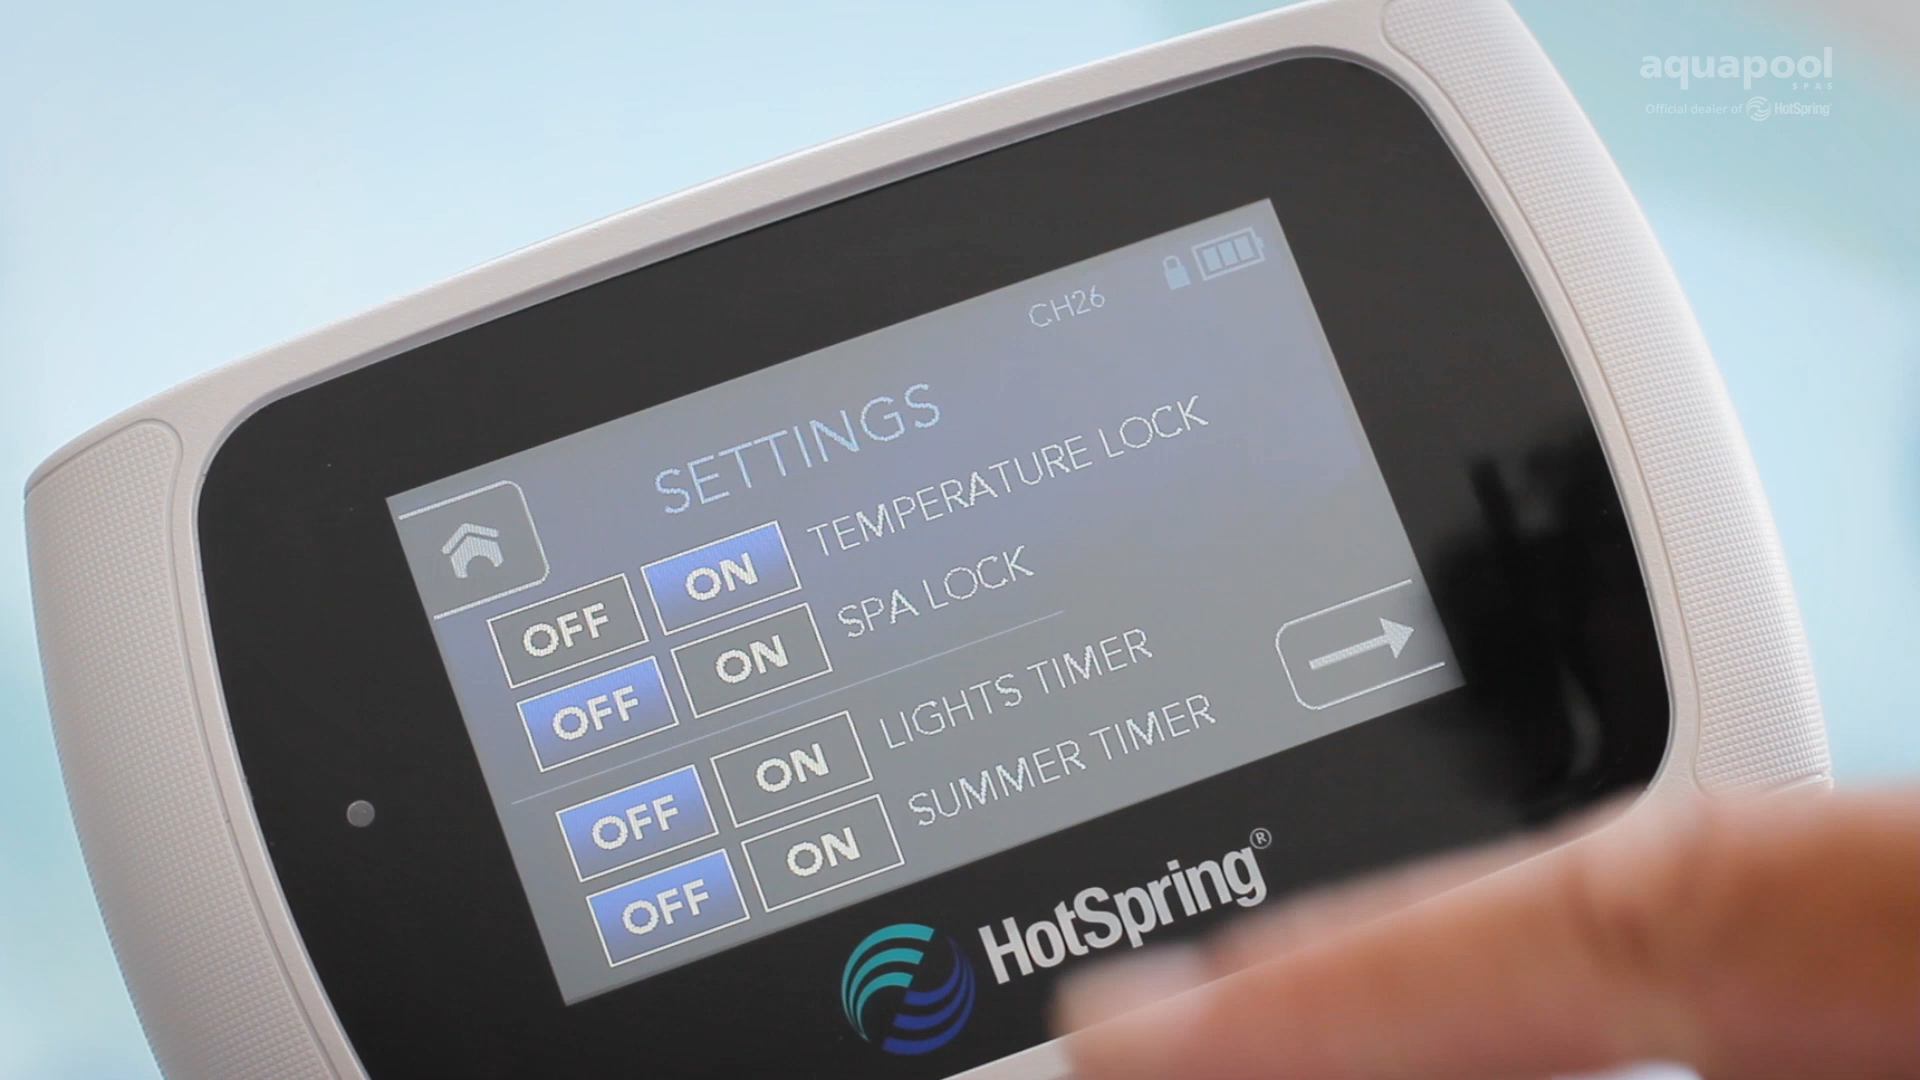 aquapool
SPAS
Official dealer of HotSpring
CH26
SETTINGS
OFF ON TEMPERATURE LOCK
OFF ON SPA LOCK
OFF ON LIGHTS TIMER
OFF ON SUMMER TIMER
HotSpring®